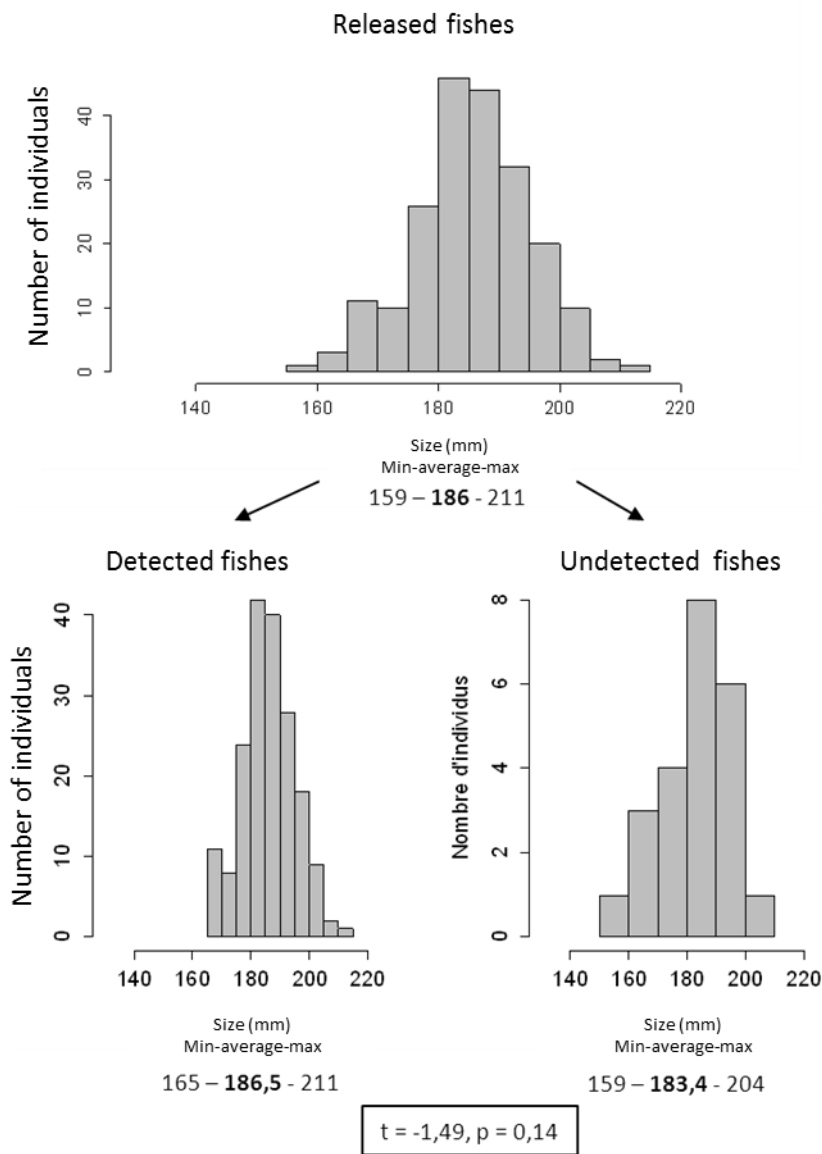 Released fishes
Number of individuals
40
30
20
10
0
140 160 180 200 220
Size (mm)
Min-average-max
159 – 186 - 211
Detected fishes
Number of individuals
40
30
20
10
0
140 160 180 200 220
Size (mm)
Min-average-max
165 – 186,5 - 211
Undetected fishes
Nombre d'individus
8
6
4
2
0
140 160 180 200 220
Size (mm)
Min-average-max
159 – 183,4 - 204
t = -1,49, p = 0,14